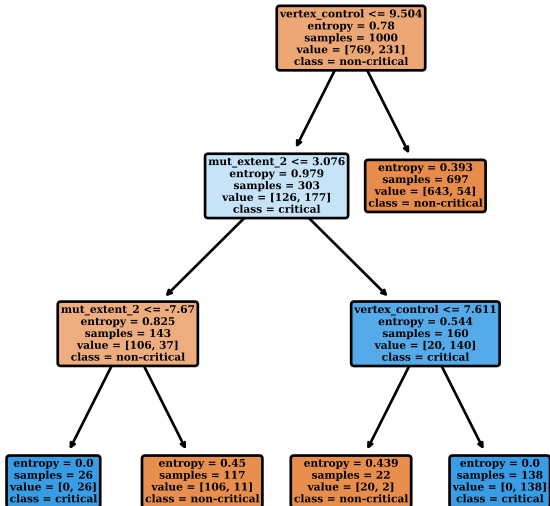 vertex_control <= 9.504
entropy = 0.78
samples = 1000
value = [769, 231]
class = non-critical
mut_extent_2 <= 3.076
entropy = 0.979
samples = 303
value = [126, 177]
class = critical
entropy = 0.393
samples = 697
value = [643, 54]
class = non-critical
mut_extent_2 <= -7.67
entropy = 0.825
samples = 143
value = [106, 37]
class = non-critical
vertex_control <= 7.611
entropy = 0.544
samples = 160
value = [20, 140]
class = critical
entropy = 0.0
samples = 26
value = [0, 26]
class = critical
entropy = 0.45
samples = 117
value = [106, 11]
class = non-critical
entropy = 0.439
samples = 22
value = [20, 2]
class = non-critical
entropy = 0.0
samples = 138
value = [0, 138]
class = critical